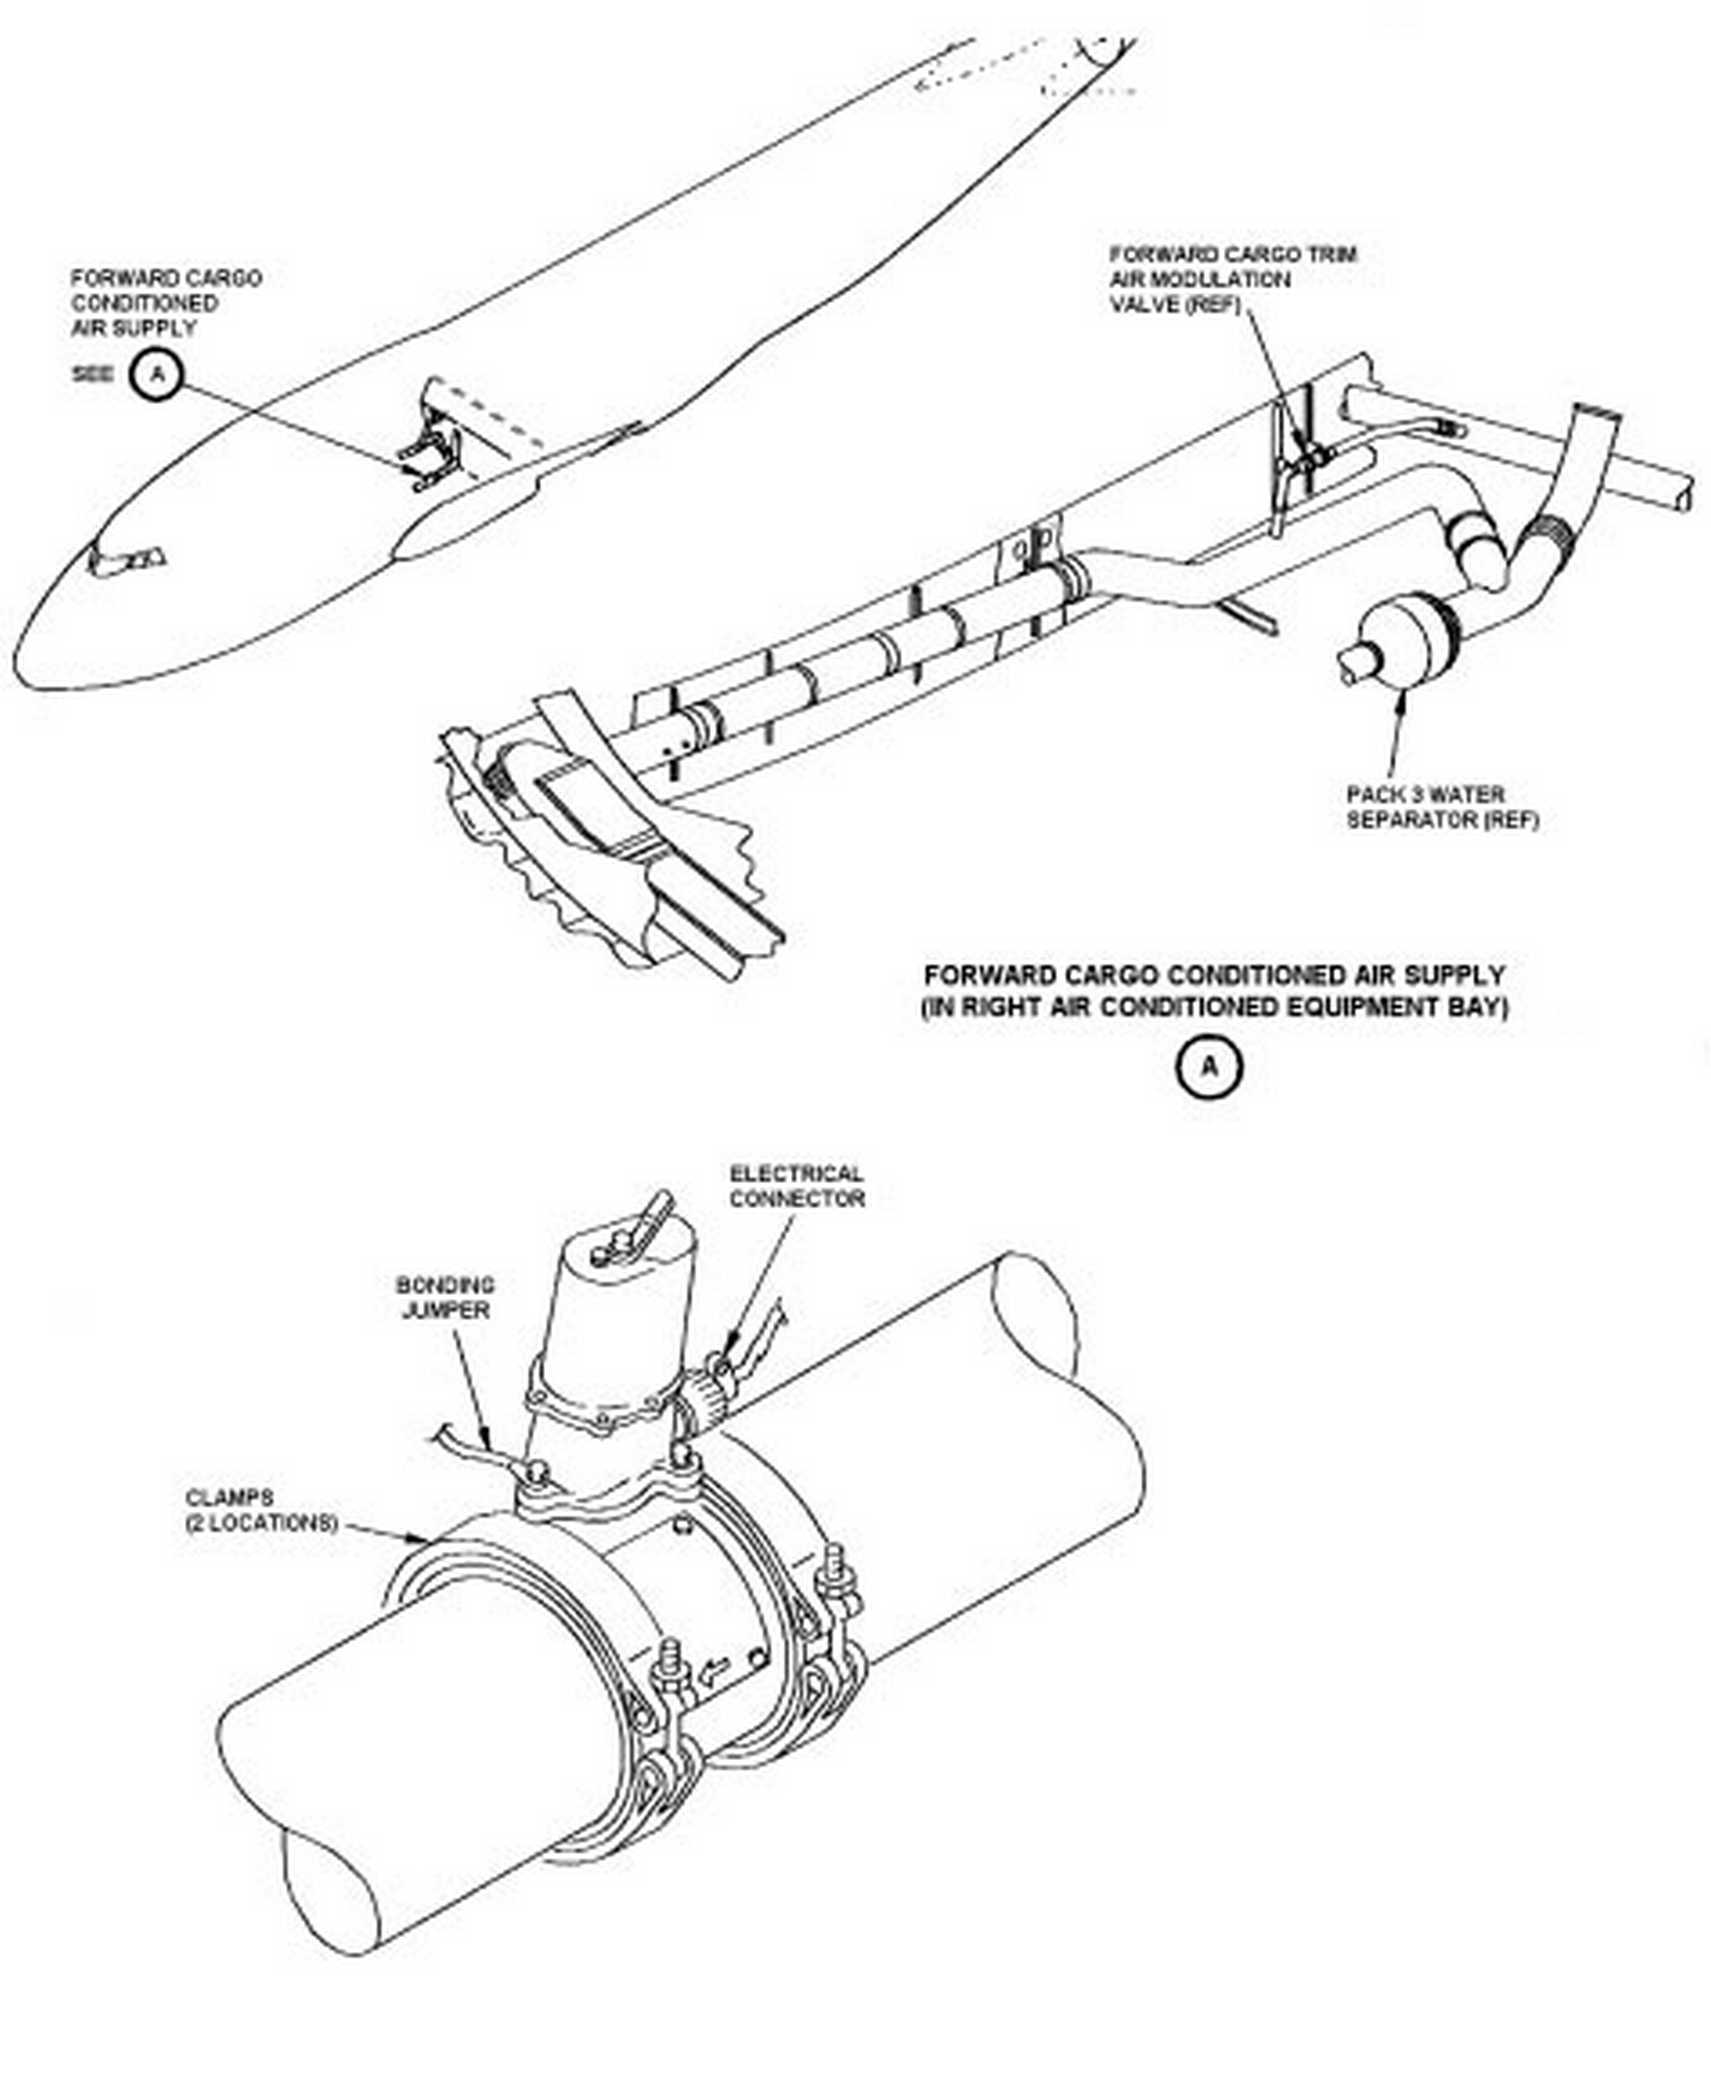 FORWARD CARGO
CONDITIONED
AIR SUPPLY
SEE A
FORWARD CARGO TRIM
AIR MODULATION
VALVE (REF)
PACK 3 WATER
SEPARATOR (REF)
FORWARD CARGO CONDITIONED AIR SUPPLY
(IN RIGHT AIR CONDITIONED EQUIPMENT BAY)
A
ELECTRICAL
CONNECTOR
BONDING
JUMPER
CLAMPS
(2 LOCATIONS)